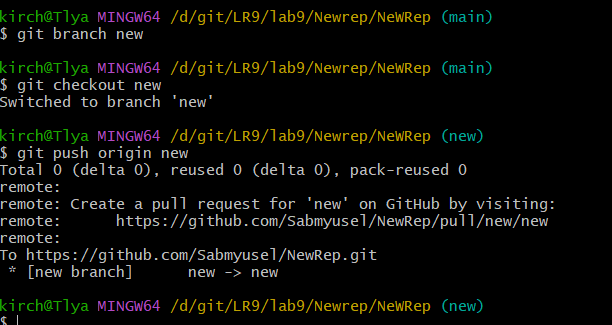 kirch@Tlya MINGW64 /d/git/LR9/lab9/Newrep/NeWRep (main)
$ git branch new
kirch@Tlya MINGW64 /d/git/LR9/lab9/Newrep/NeWRep (main)
$ git checkout new
Switched to branch 'new'
kirch@Tlya MINGW64 /d/git/LR9/lab9/Newrep/NeWRep (new)
$ git push origin new
Total 0 (delta 0), reused 0 (delta 0), pack-reused 0
remote:
remote: Create a pull request for 'new' on GitHub by visiting:
remote:      https://github.com/Sabmyusel/NewRep/pull/new/new
remote:
To https://github.com/Sabmyusel/NewRep.git
 * [new branch]      new -> new
kirch@Tlya MINGW64 /d/git/LR9/lab9/Newrep/NeWRep (new)
$